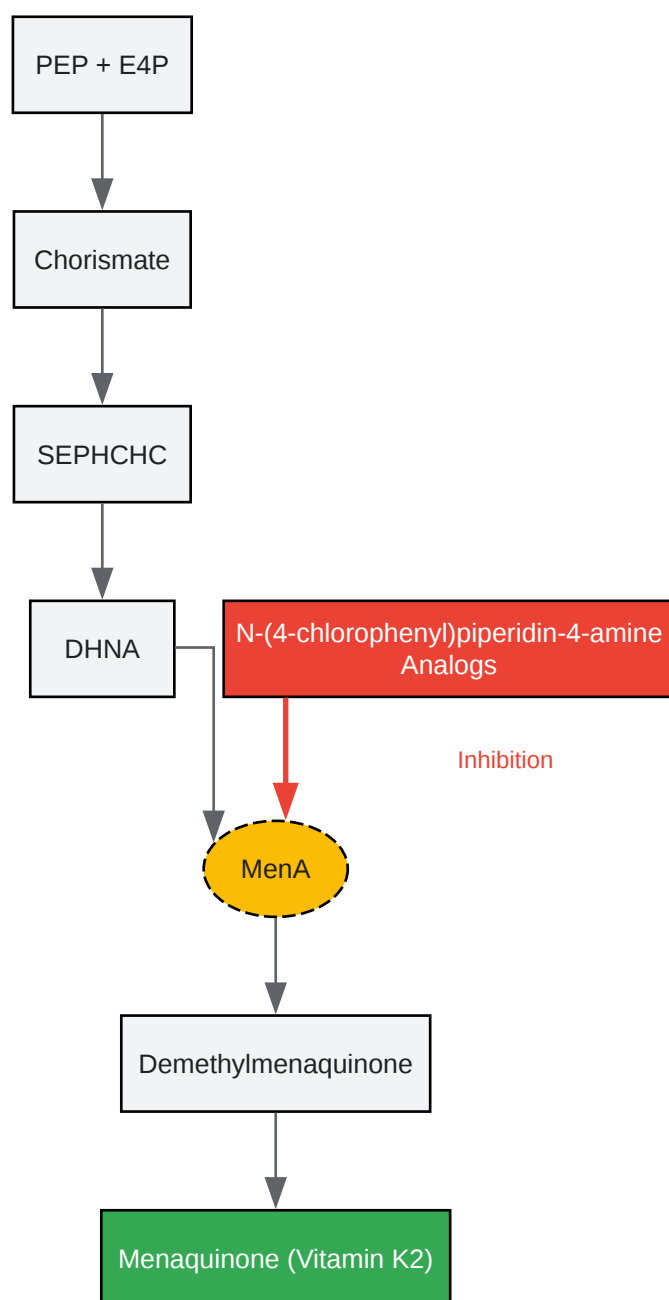 PEP + E4P
Chorismate
SEPHCHC
DHNA
N-(4-chlorophenyl)piperidin-4-amine
Analogs
Inhibition
MenA
Demethylmenaquinone
Menaquinone (Vitamin K2)